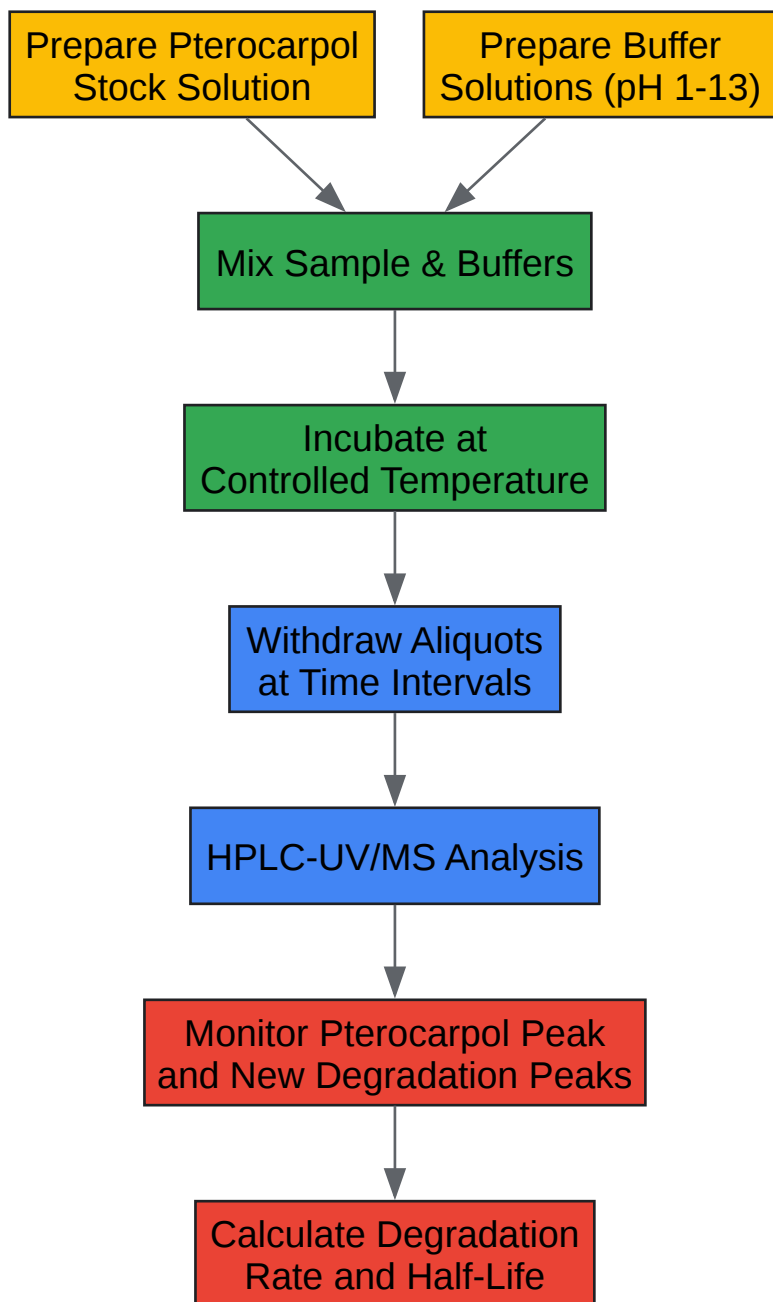 Prepare Pterocarpol
Stock Solution
Prepare Buffer
Solutions (pH 1-13)
Mix Sample & Buffers
Incubate at
Controlled Temperature
Withdraw Aliquots
at Time Intervals
HPLC-UV/MS Analysis
Monitor Pterocarpol Peak
and New Degradation Peaks
Calculate Degradation
Rate and Half-Life